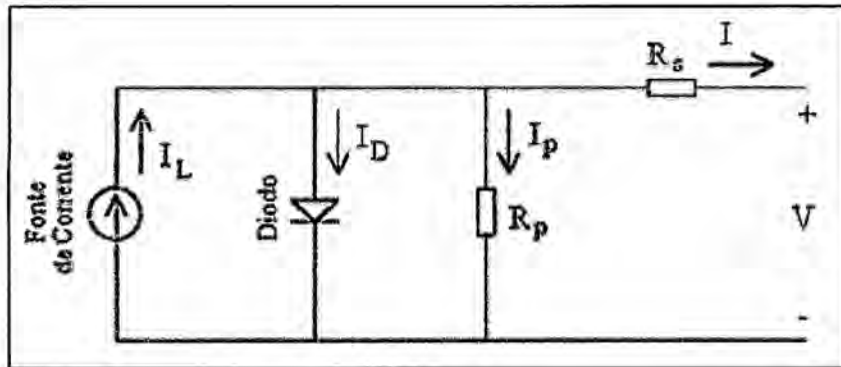 R_s
I
+
I_L
I_D
I_p
Fonte
de Corrente
Diodo
R_p
V
-